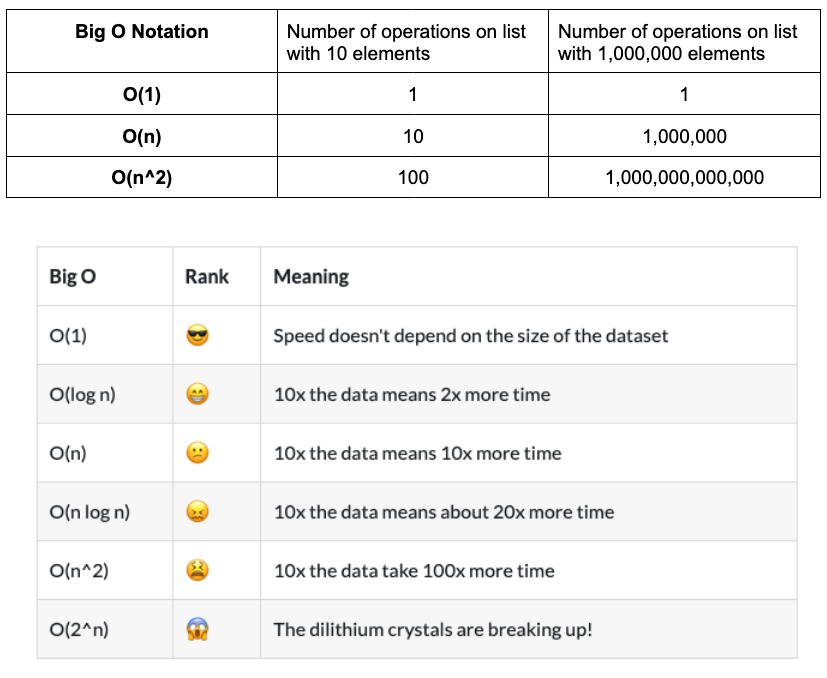 Big O Notation
Number of operations on list
with 10 elements
Number of operations on list
with 1,000,000 elements
O(1)
1
1
O(n)
10
1,000,000
O(n^2)
100
1,000,000,000,000
Big O
Rank
Meaning
O(1)
😎
Speed doesn't depend on the size of the dataset
O(log n)
😁
10x the data means 2x more time
O(n)
😕
10x the data means 10x more time
O(n log n)
😖
10x the data means about 20x more time
O(n^2)
😫
10x the data take 100x more time
O(2^n)
😱
The dilithium crystals are breaking up!